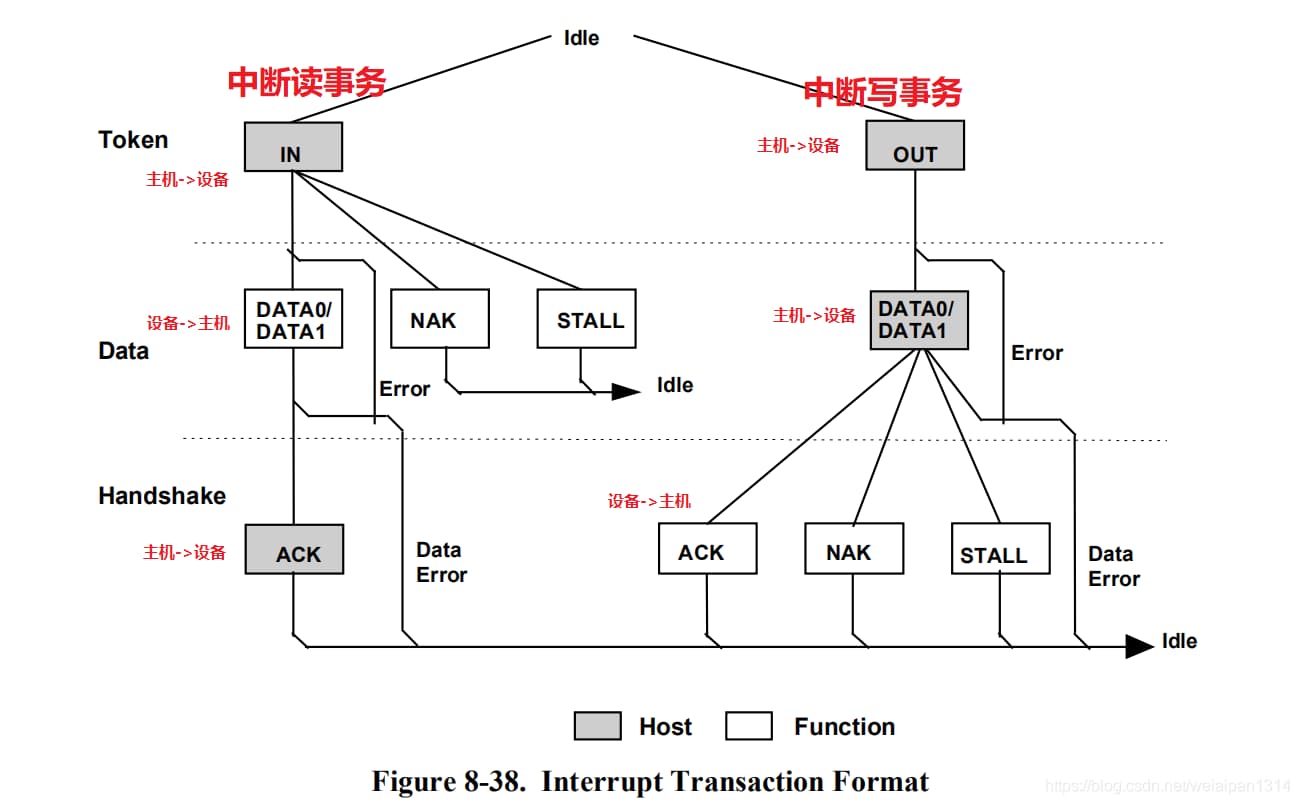 Idle
中断读事务
中断写事务
Token
IN
主机->设备
主机->设备
OUT
设备->主机
DATA0/
DATA1
NAK
STALL
主机->设备
DATA0/
DATA1
Data
Error
Idle
Error
Handshake
主机->设备
ACK
Data
Error
设备->主机
ACK
NAK
STALL
Data
Error
Idle
Host
Function
Figure 8-38. Interrupt Transaction Format
https://blog.csdn.net/weiaipan1314